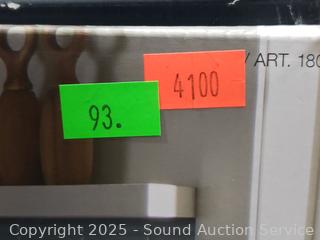 / ART. 180
4100
93.
Copyright 2025 - Sound Auction Service